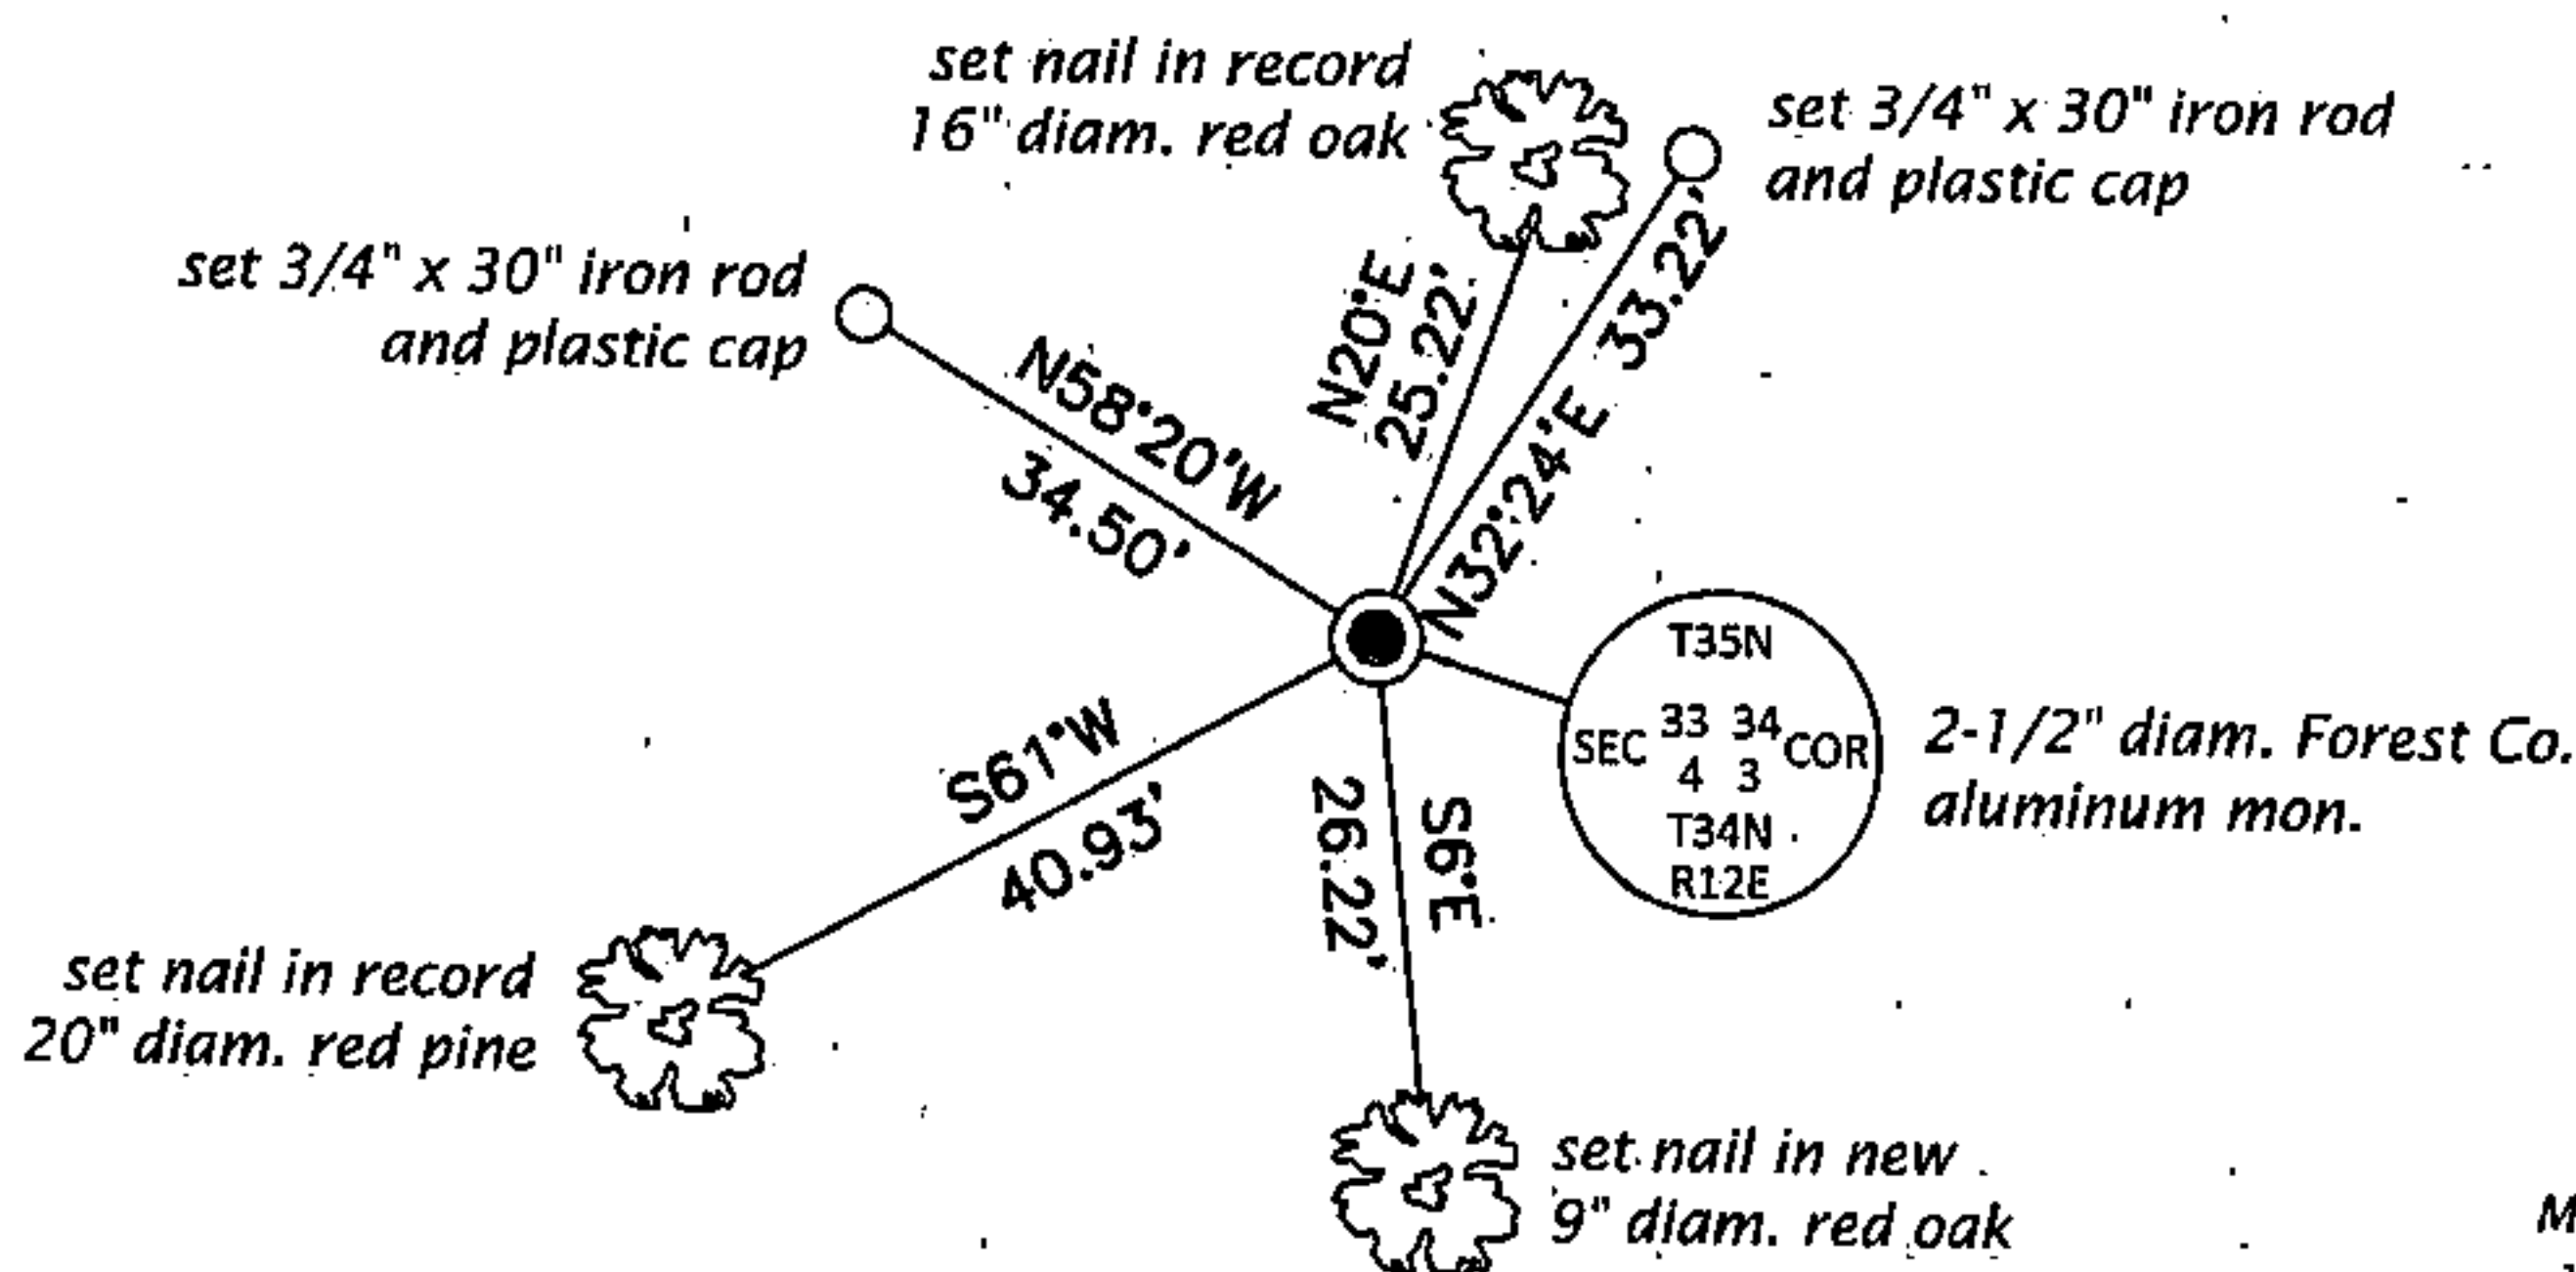 set nail in record
16" diam. red oak
set 3/4" x 30" iron rod
and plastic cap
set 3/4" x 30" iron rod
and plastic cap
N20°E
25.22'
N32°24'E 33.22'
N58°20'W
34.50'
T35N
33 34
SEC COR
4 3
T34N
R12E
2-1/2" diam. Forest Co.
aluminum mon.
S61°W
40.93'
S6°E
26.22'
set nail in record
20" diam. red pine
set nail in new
9" diam. red oak
M